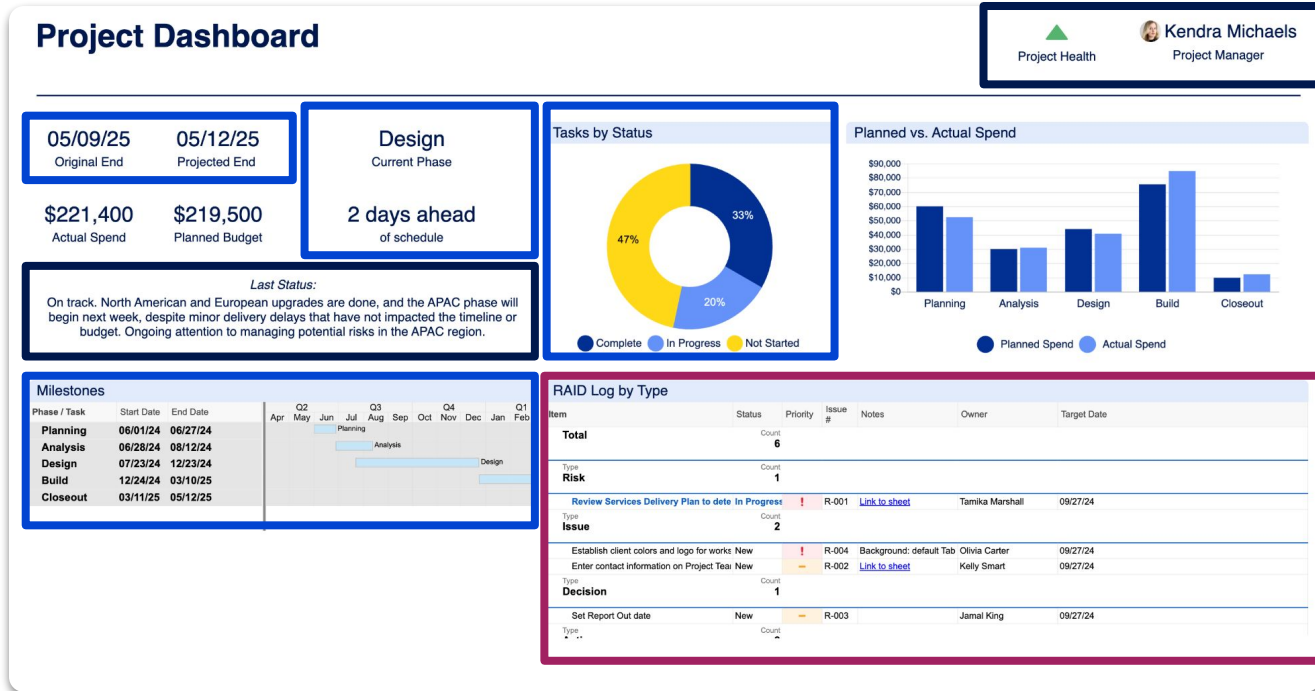 Project Dashboard
Project Health
Kendra Michaels
Project Manager
05/09/25
Original End
05/12/25
Projected End
Design
Current Phase
$221,400
Actual Spend
$219,500
Planned Budget
2 days ahead
of schedule
Last Status:
On track. North American and European upgrades are done, and the APAC phase will
begin next week, despite minor delivery delays that have not impacted the timeline or
budget. Ongoing attention to managing potential risks in the APAC region.
Tasks by Status
33%
47%
20%
Complete In Progress Not Started
Planned vs. Actual Spend
$90,000
$80,000
$70,000
$60,000
$50,000
$40,000
$30,000
$20,000
$10,000
$0
Planning Analysis Design Build Closeout
Planned Spend Actual Spend
Milestones
Q2 Q3 Q4 Q1
Phase / Task Start Date End Date Apr May Jun Jul Aug Sep Oct Nov Dec Jan Feb
Planning 06/01/24 06/27/24 Planning
Analysis 06/28/24 08/12/24 Analysis
Design 07/23/24 12/23/24 Design
Build 12/24/24 03/10/25
Closeout 03/11/25 05/12/25
RAID Log by Type
Item Status Priority Issue # Notes Owner Target Date
Count
Total 6
Type Count
Risk 1
Review Services Delivery Plan to dete In Progress ! R-001 Link to sheet Tamika Marshall 09/27/24
Type Count
Issue 2
Establish client colors and logo for works New ! R-004 Background: default Tab Olivia Carter 09/27/24
Enter contact information on Project Tea New – R-002 Link to sheet Kelly Smart 09/27/24
Type Count
Decision 1
Set Report Out date New – R-003 Jamal King 09/27/24
Type Count